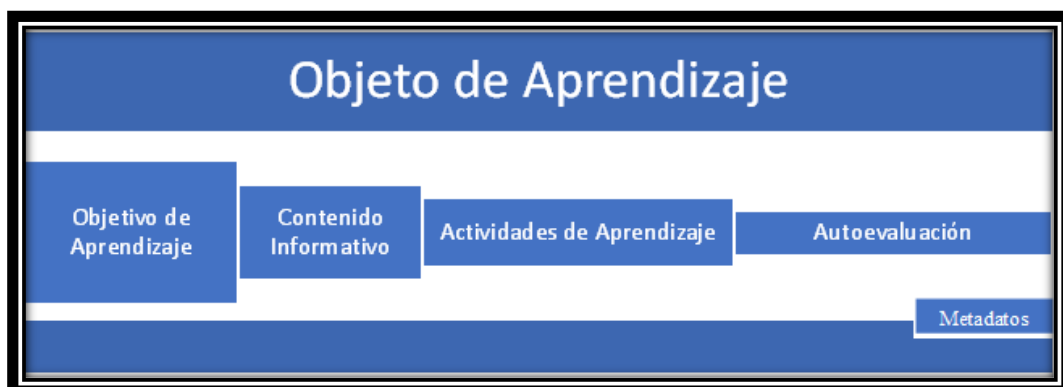 Objeto de Aprendizaje
Objetivo de
Aprendizaje
Contenido
Informativo
Actividades de Aprendizaje
Autoevaluación
Metadatos